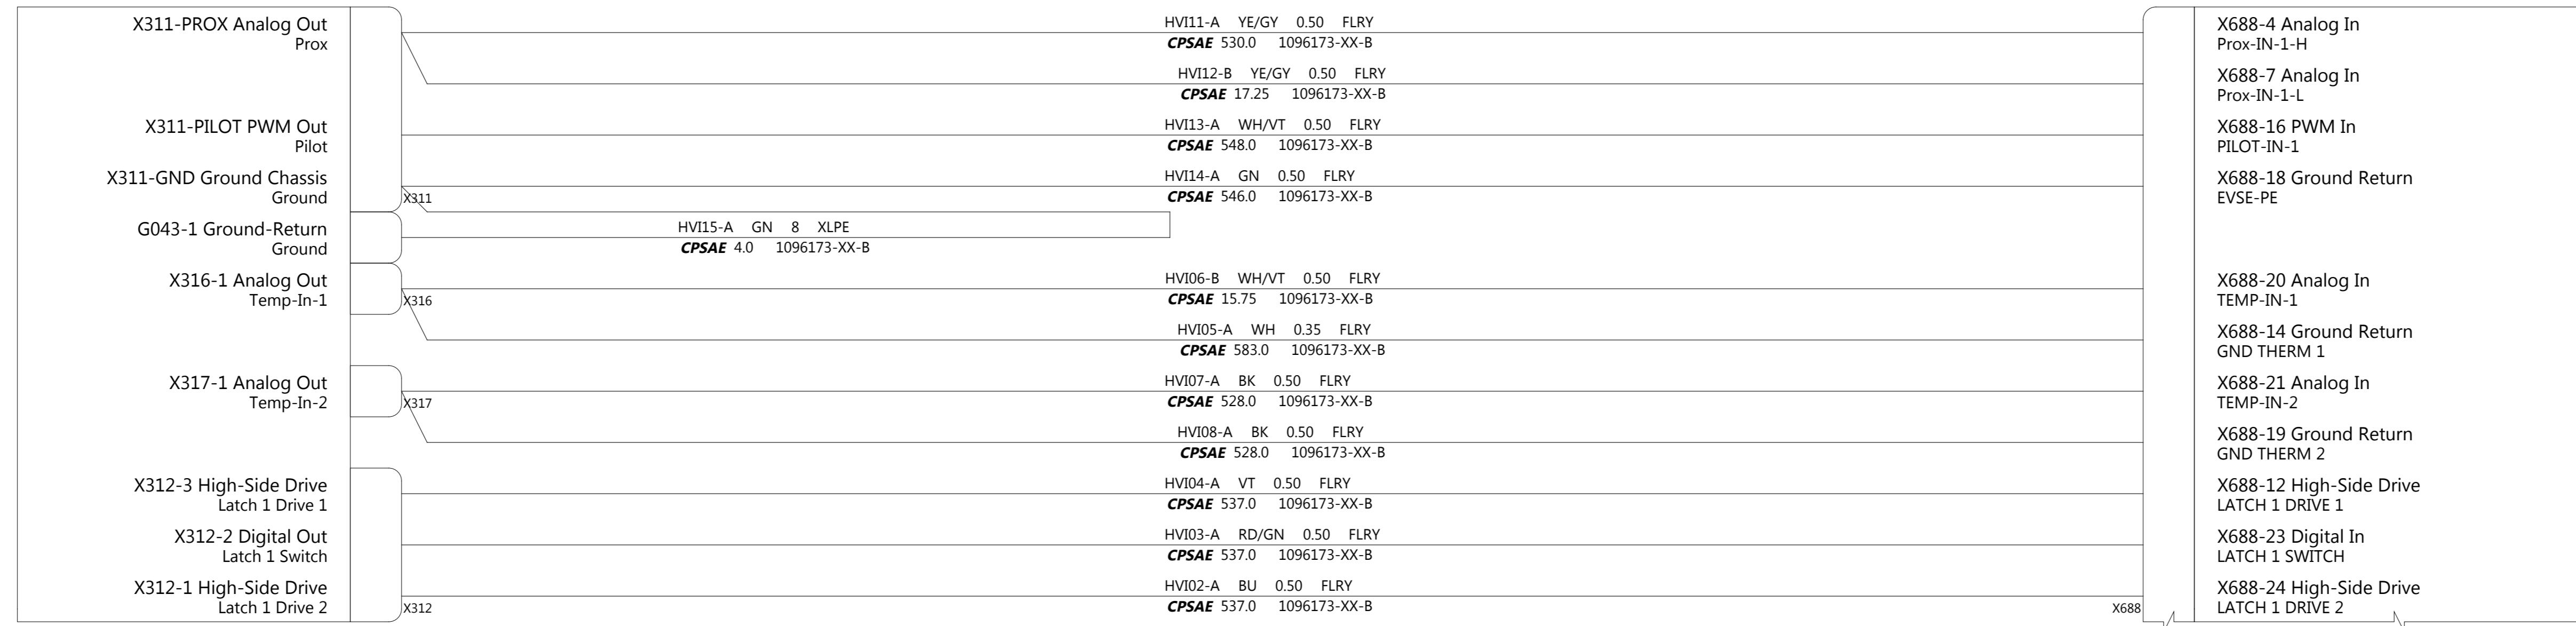 X311-PROX Analog Out
Prox
HVI11-A YE/GY 0.50 FLRY
CPSAE 530.0 1096173-XX-B
X688-4 Analog In
Prox-IN-1-H
HVI12-B YE/GY 0.50 FLRY
CPSAE 17.25 1096173-XX-B
X688-7 Analog In
Prox-IN-1-L
X311-PILOT PWM Out
Pilot
HVI13-A WH/VT 0.50 FLRY
CPSAE 548.0 1096173-XX-B
X688-16 PWM In
PILOT-IN-1
X311-GND Ground Chassis
Ground
X311
HVI14-A GN 0.50 FLRY
CPSAE 546.0 1096173-XX-B
X688-18 Ground Return
EVSE-PE
G043-1 Ground-Return
Ground
HVI15-A GN 8 XLPE
CPSAE 4.0 1096173-XX-B
X316-1 Analog Out
Temp-In-1
X316
HVI06-B WH/VT 0.50 FLRY
CPSAE 15.75 1096173-XX-B
X688-20 Analog In
TEMP-IN-1
HVI05-A WH 0.35 FLRY
CPSAE 583.0 1096173-XX-B
X688-14 Ground Return
GND THERM 1
X317-1 Analog Out
Temp-In-2
X317
HVI07-A BK 0.50 FLRY
CPSAE 528.0 1096173-XX-B
X688-21 Analog In
TEMP-IN-2
HVI08-A BK 0.50 FLRY
CPSAE 528.0 1096173-XX-B
X688-19 Ground Return
GND THERM 2
X312-3 High-Side Drive
Latch 1 Drive 1
HVI04-A VT 0.50 FLRY
CPSAE 537.0 1096173-XX-B
X688-12 High-Side Drive
LATCH 1 DRIVE 1
X312-2 Digital Out
Latch 1 Switch
HVI03-A RD/GN 0.50 FLRY
CPSAE 537.0 1096173-XX-B
X688-23 Digital In
LATCH 1 SWITCH
X312-1 High-Side Drive
Latch 1 Drive 2
X312
HVI02-A BU 0.50 FLRY
CPSAE 537.0 1096173-XX-B
X688
X688-24 High-Side Drive
LATCH 1 DRIVE 2